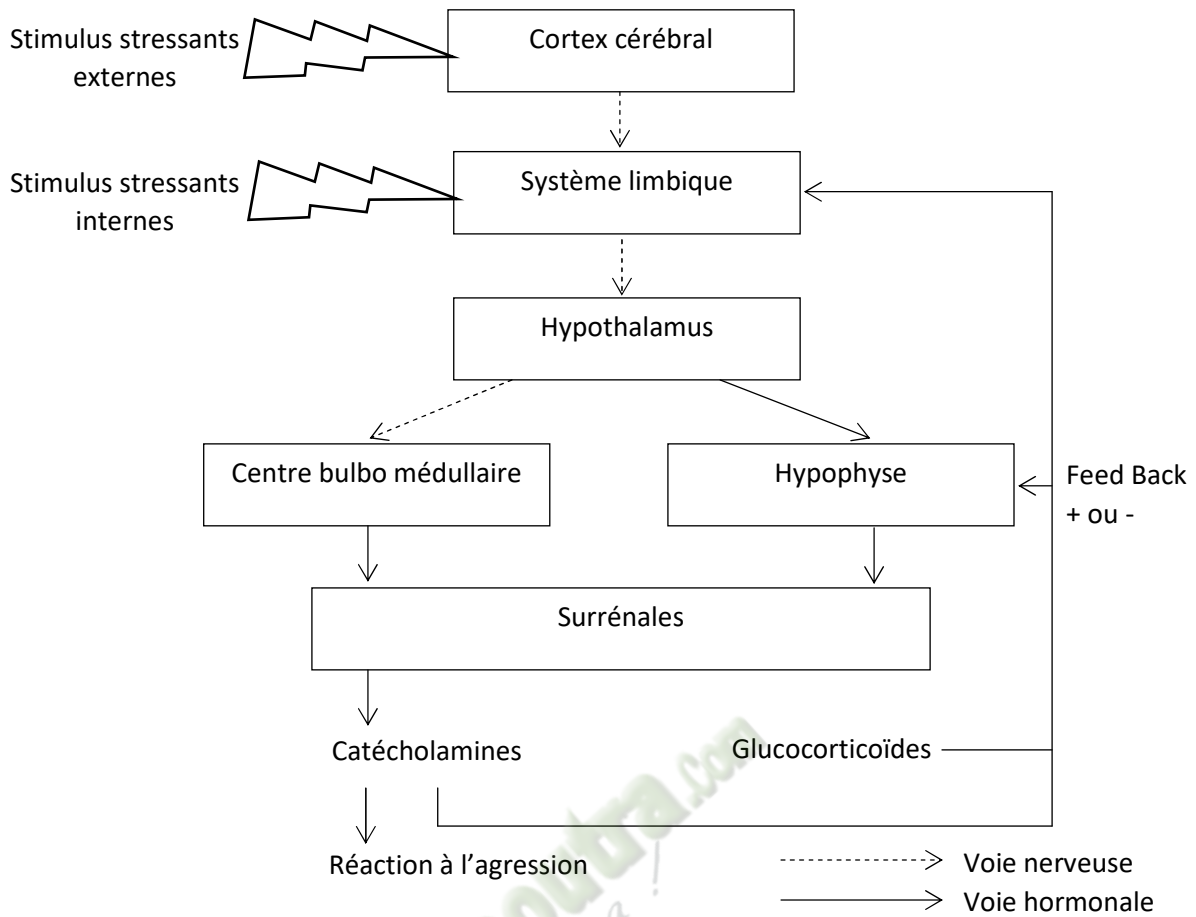 Stimulus stressants
externes
Cortex cérébral
Stimulus stressants
internes
Système limbique
Hypothalamus
Centre bulbo médullaire
Hypophyse
Feed Back
+ ou -
Surrénales
Catécholamines
Glucocorticoïdes
Réaction à l'agression
Voie nerveuse
Voie hormonale